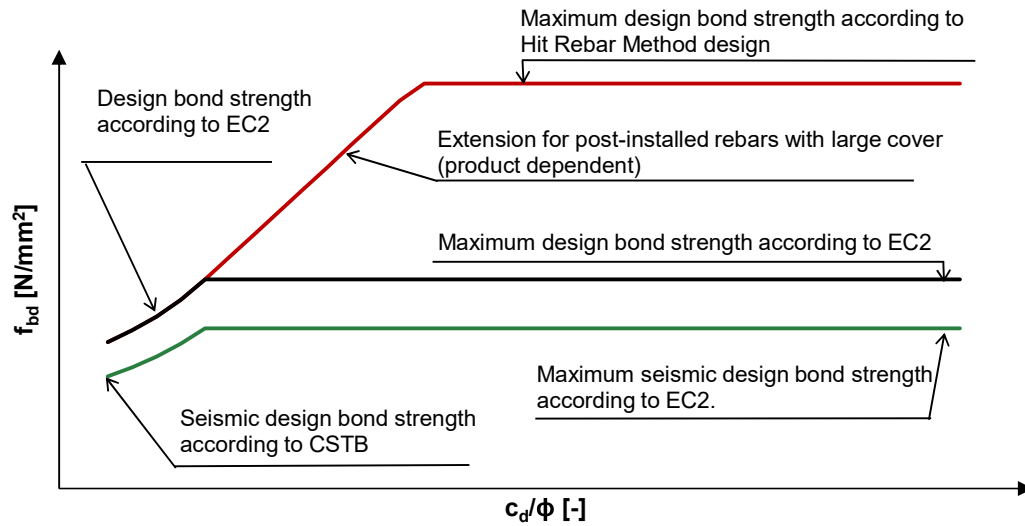 Maximum design bond strength according to
Hit Rebar Method design
Design bond strength
according to EC2
Extension for post-installed rebars with large cover
(product dependent)
Maximum design bond strength according to EC2
Maximum seismic design bond strength
according to EC2.
Seismic design bond strength
according to CSTB
f_bd [N/mm²]
c_d/ϕ [-]